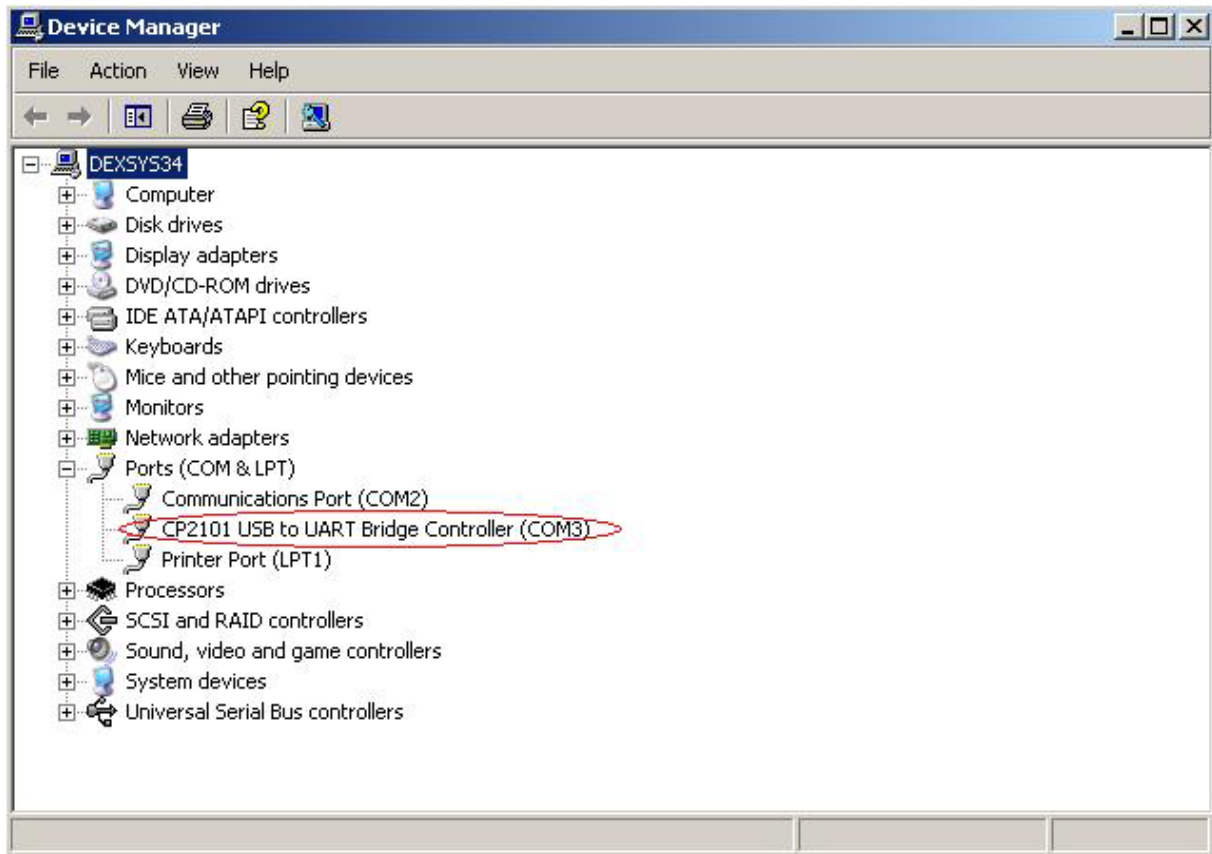 Device Manager
File Action View Help
DEXSYS34
Computer
Disk drives
Display adapters
DVD/CD-ROM drives
IDE ATA/ATAPI controllers
Keyboards
Mice and other pointing devices
Monitors
Network adapters
Ports (COM & LPT)
Communications Port (COM2)
CP2101 USB to UART Bridge Controller (COM3)
Printer Port (LPT1)
Processors
SCSI and RAID controllers
Sound, video and game controllers
System devices
Universal Serial Bus controllers